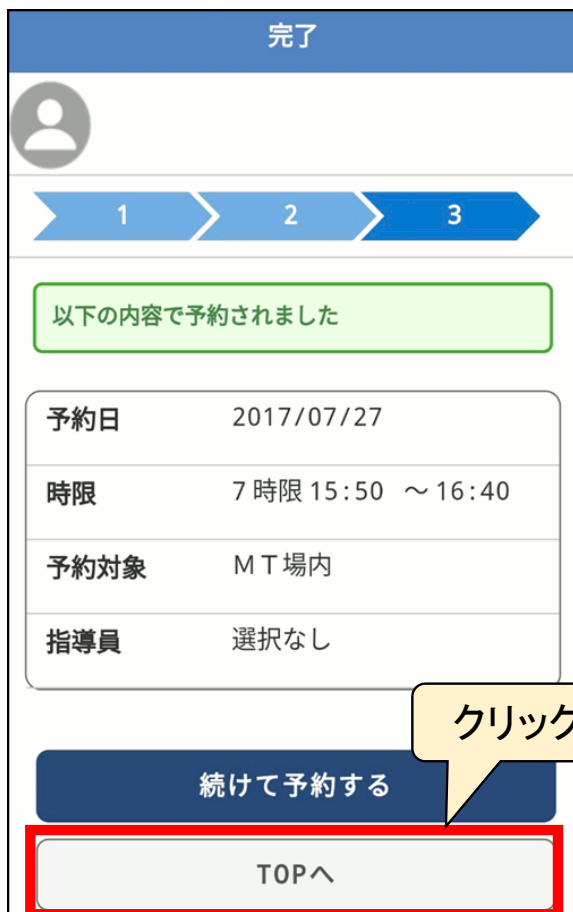 完了
1 2 3
以下の内容で予約されました
予約日 2017/07/27
時限 7時限 15:50 ～16:40
予約対象 ＭＴ場内
指導員 選択なし
クリック
続けて予約する
TOPへ